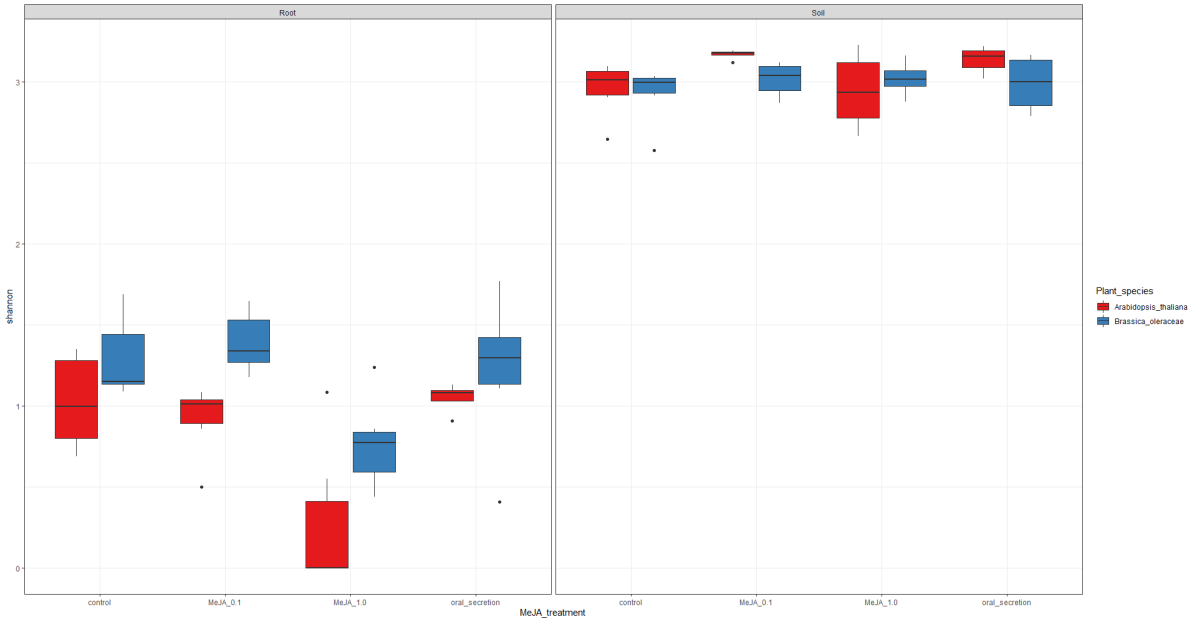 Root
Soil
shannon
3
2
1
0
control
MeJA_0.1
MeJA_1.0
oral_secretion
control
MeJA_0.1
MeJA_1.0
oral_secretion
MeJA_treatment
Plant_species
Arabidopsis_thaliana
Brassica_oleraceae